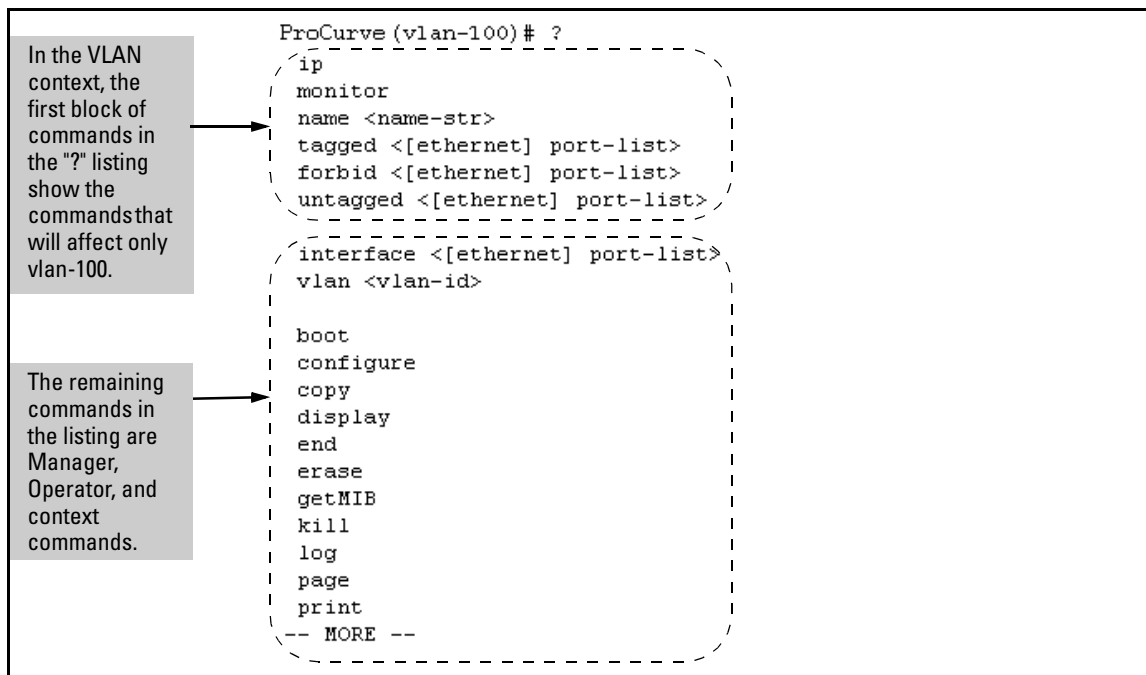 ProCurve(vlan-100)# ?
In the VLAN
context, the
first block of
commands in
the "?" listing
show the
commands that
will affect only
vlan-100.
ip
monitor
name <name-str>
tagged <[ethernet] port-list>
forbid <[ethernet] port-list>
untagged <[ethernet] port-list>
interface <[ethernet] port-list>
vlan <vlan-id>
The remaining
commands in
the listing are
Manager,
Operator, and
context
commands.
boot
configure
copy
display
end
erase
getMIB
kill
log
page
print
-- MORE --